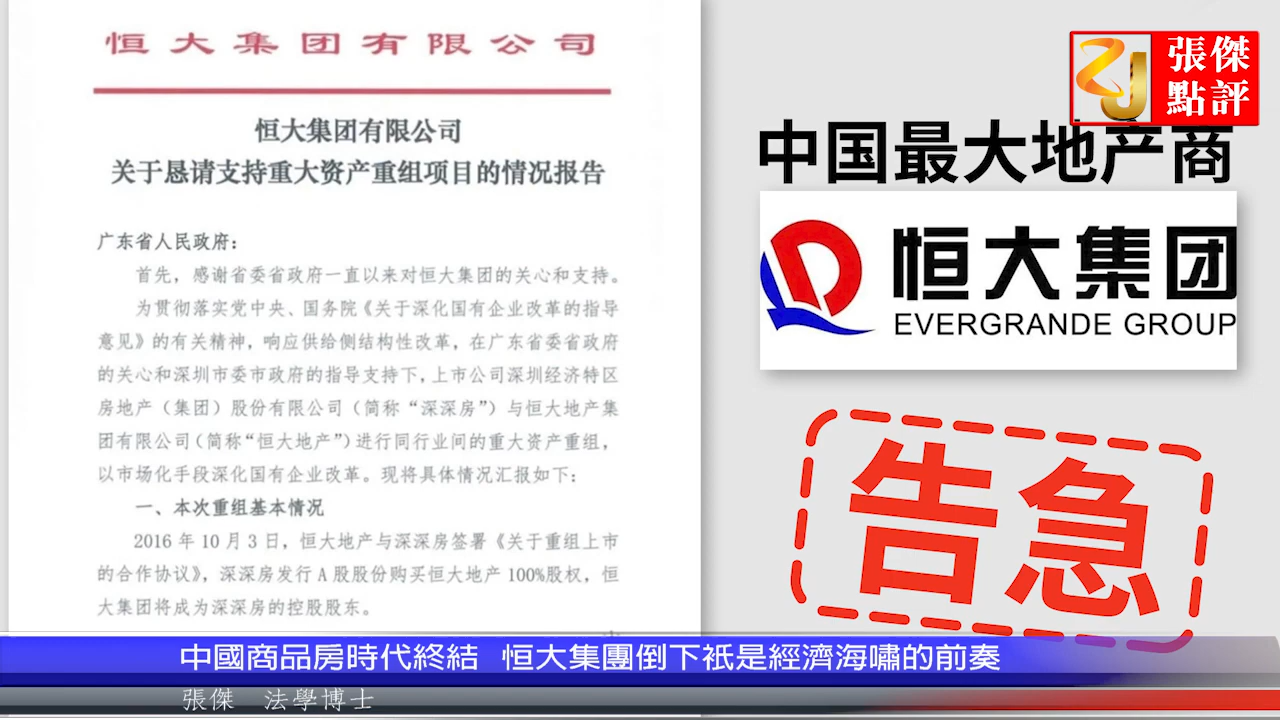 恒大集团有限公司
恒大集团有限公司
关于恳请支持重大资产重组项目的情况报告
广东省人民政府：
首先，感谢省委省政府一直以来对恒大集团的关心和支持。
为贯彻落实党中央、国务院《关于深化国有企业改革的指导
意见》的有关精神，响应供给侧结构性改革，在广东省委省政府
的关心和深圳市委市政府的指导支持下，上市公司深圳经济特区
房地产（集团）股份有限公司（简称“深深房”）与恒大地产集
团有限公司（简称“恒大地产”）进行同行业间的重大资产重组，
以市场化手段深化国有企业改革。现将具体情况汇报如下：
一、本次重组基本情况
2016 年 10 月 3 日，恒大地产与深深房签署《关于重组上市
的合作协议》，深深房发行 A 股股份购买恒大地产 100%股权，恒
大集团将成为深深房的控股股东。
ZJ
張傑
點評
中国最大地产商
恒大集团
EVERGRANDE GROUP
告急
中國商品房時代終結 恒大集團倒下衹是經濟海嘯的前奏
張傑 法學博士